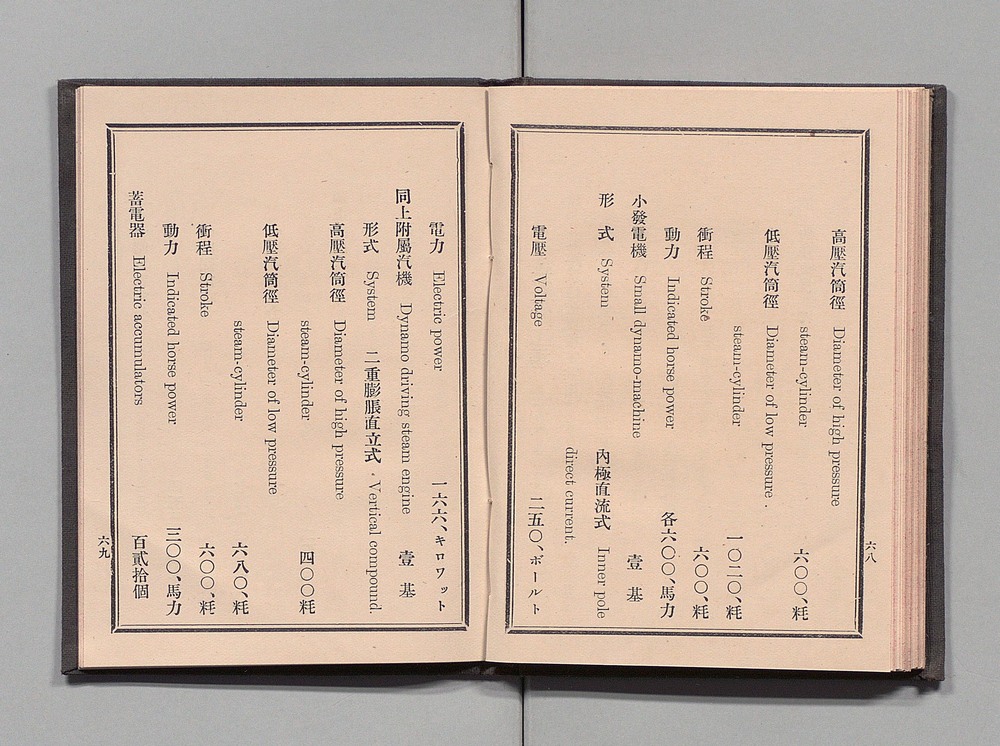 高壓汽筒徑 Diameter of high pressure
steam-cylinder 六〇〇、粍
低壓汽筒徑 Diameter of low pressure.
steam-cylinder 一〇二〇、粍
衝程 Stroke 六〇〇、粍
動力 Indicated horse power 各六〇〇、馬力
小發電機 Small dynamo-machine 壹基
形式 System 內極直流式 Inner pole
direct current.
電壓 Voltage 二五〇、ボールト
六八
電力 Electric power 一六六、キロワット
同上附屬汽機 Dynamo driving steam engine 壹基
形式 System 二重膨脹直立式 Vertical compound
高壓汽筒徑 Diameter of high pressure
steam-cylinder 四〇〇粍
低壓汽筒徑 Diameter of low pressure
steam-cylinder 六八〇、粍
衝程 Stroke 六〇〇、粍
動力 Indicated horse power 三〇〇、馬力
蓄電器 Electric accumulators 百貳拾個
六九